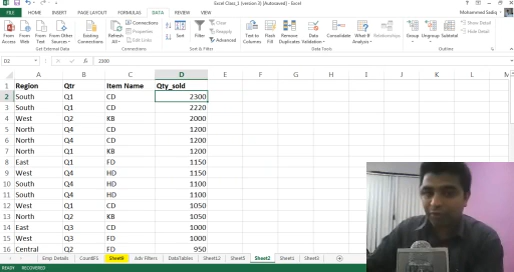 Excel Class_1 (version 3) [Autosaved] - Excel
Mohammed Sadiq
FILE HOME INSERT PAGE LAYOUT FORMULAS DATA REVIEW VIEW
From Access From Web From Text From Other Sources Existing Connections Refresh All Connections Properties Edit Links Sort Filter Clear Reapply Advanced Text to Columns Flash Fill Remove Duplicates Data Validation Consolidate What-If Analysis Relationships Group Ungroup Subtotal Show Detail Hide Detail
Get External Data Connections Sort & Filter Data Tools Outline
D2 2300
A B C D E F G H I J K L M
1 Region Qtr Item Name Qty_sold
2 South Q1 CD 2300
3 South Q1 CD 2220
4 West Q2 KB 2000
5 North Q4 CD 1200
6 North Q4 CD 1200
7 North Q1 KB 1200
8 East Q1 FD 1150
9 South Q4 HD 1150
10 South Q4 HD 1100
11 South Q4 HD 1100
12 West Q1 CD 1050
13 North Q2 KB 1050
14 East Q3 CD 1000
15 West Q3 FD 1000
16 Central Q2 FD 950
Emp Details CountIFS Sheet9 Adv Filters DataTables Sheet12 Sheet5 Sheet2 Sheet1 Sheet3
READY RECOVERED